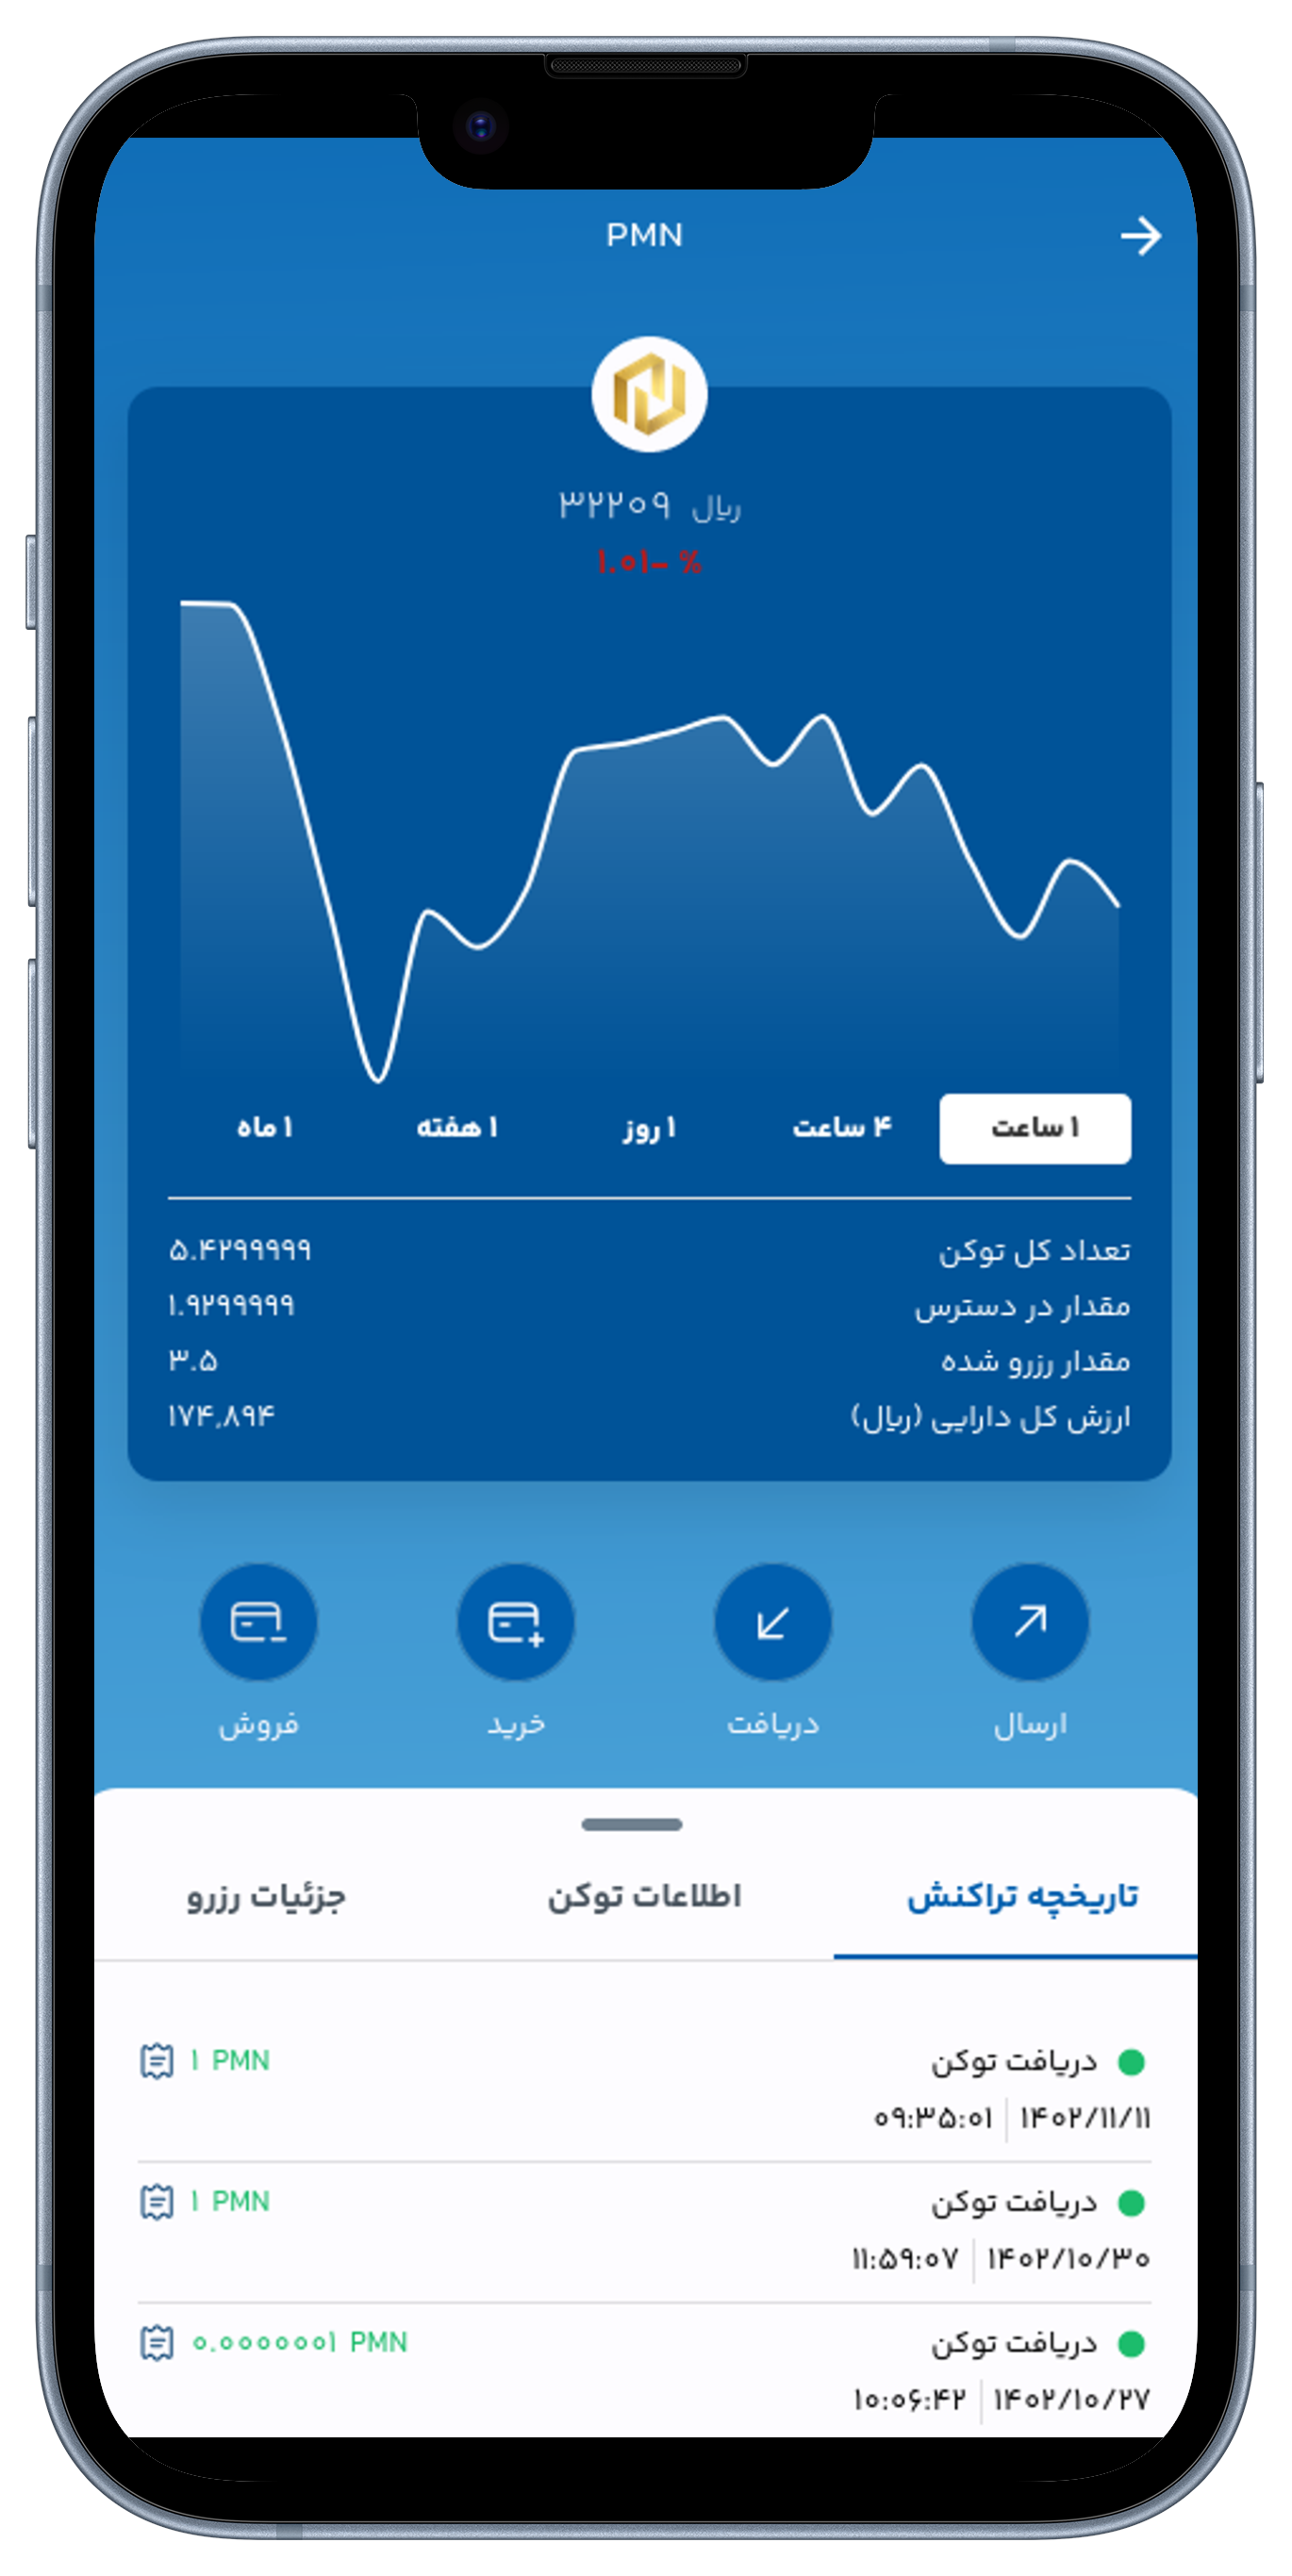 PMN
۳۲۲۰۹ ریال
۱.۰۱- %
۱ ساعت ۴ ساعت ۱ روز ۱ هفته ۱ ماه
تعداد کل توکن ۵.۴۲۹۹۹۹۹
مقدار در دسترس ۱.۹۲۹۹۹۹۹
مقدار رزرو شده ۳.۵
ارزش کل دارایی (ریال) ۱۷۴,۸۹۴
ارسال دریافت خرید فروش
تاریخچه تراکنش اطلاعات توکن جزئیات رزرو
دریافت توکن ۱ PMN
۱۴۰۲/۱۱/۱۱ ۰۹:۳۵:۰۱
دریافت توکن ۱ PMN
۱۴۰۲/۱۰/۳۰ ۱۱:۵۹:۰۷
دریافت توکن ۰.۰۰۰۰۰۰۱ PMN
۱۴۰۲/۱۰/۲۷ ۱۰:۰۶:۴۲